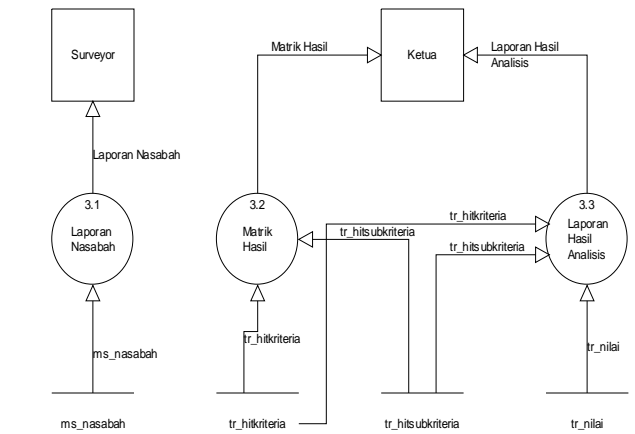 Surveyor
Matrik Hasil
Ketua
Laporan Hasil
Analisis
Laporan Nasabah
3.1
Laporan
Nasabah
3.2
Matrik
Hasil
3.3
Laporan
Hasil
Analisis
tr_hitkriteria
tr_hitsubkriteria
tr_hitsubkriteria
ms_nasabah
tr_hitkriteria
tr_nilai
ms_nasabah
tr_hitkriteria
tr_hitsubkriteria
tr_nilai